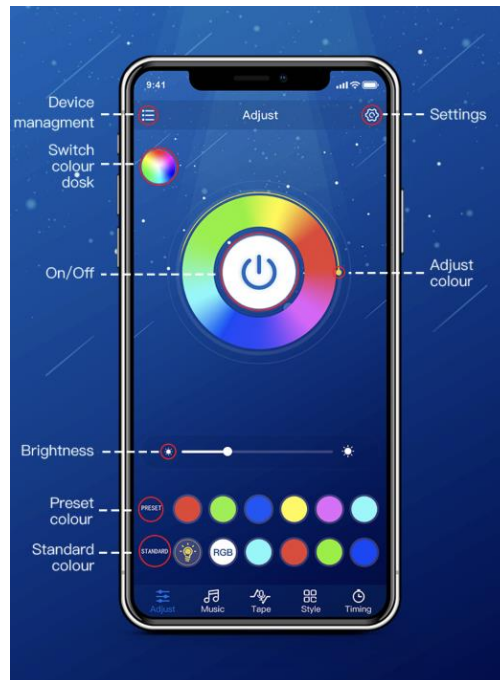 9:41
Device
managment
Adjust
Settings
Switch
colour
dosk
On/Off
Adjust
colour
Brightness
Preset
colour
PRESET
Standard
colour
STANDARD
RGB
Adjust
Music
Tape
Style
Timing